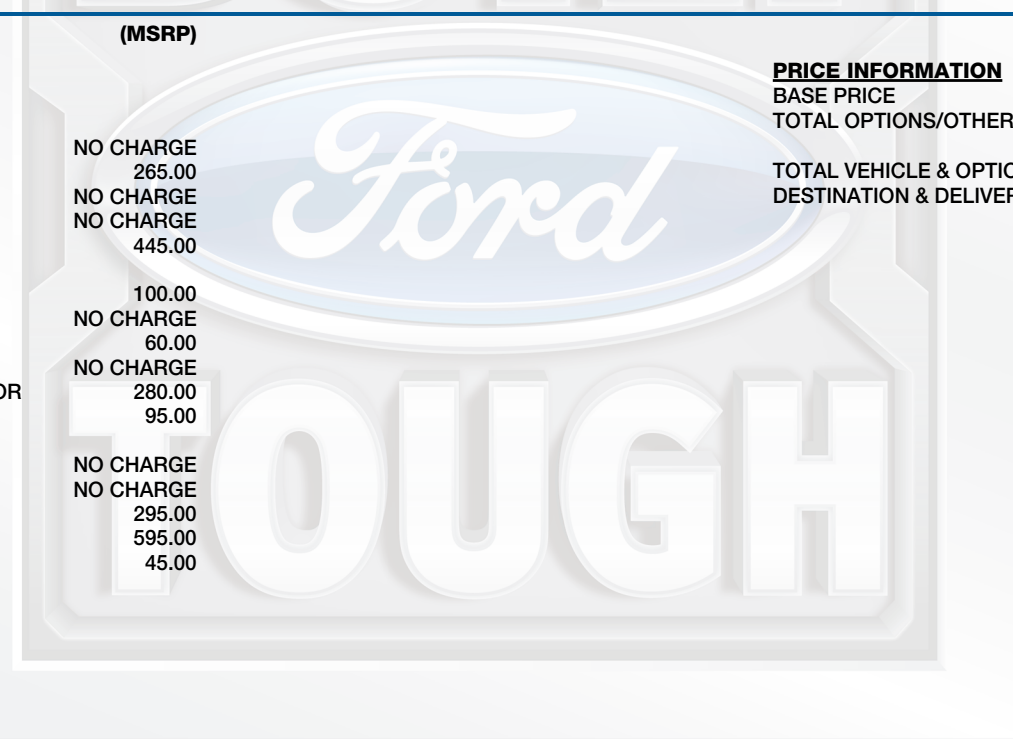 (MSRP)
NO CHARGE
265.00
NO CHARGE
NO CHARGE
445.00
100.00
NO CHARGE
60.00
NO CHARGE
OR 280.00
95.00
NO CHARGE
NO CHARGE
295.00
595.00
45.00
PRICE INFORMATION
BASE PRICE
TOTAL OPTIONS/OTHER
TOTAL VEHICLE & OPTIO
DESTINATION & DELIVER
Ford
TOUGH